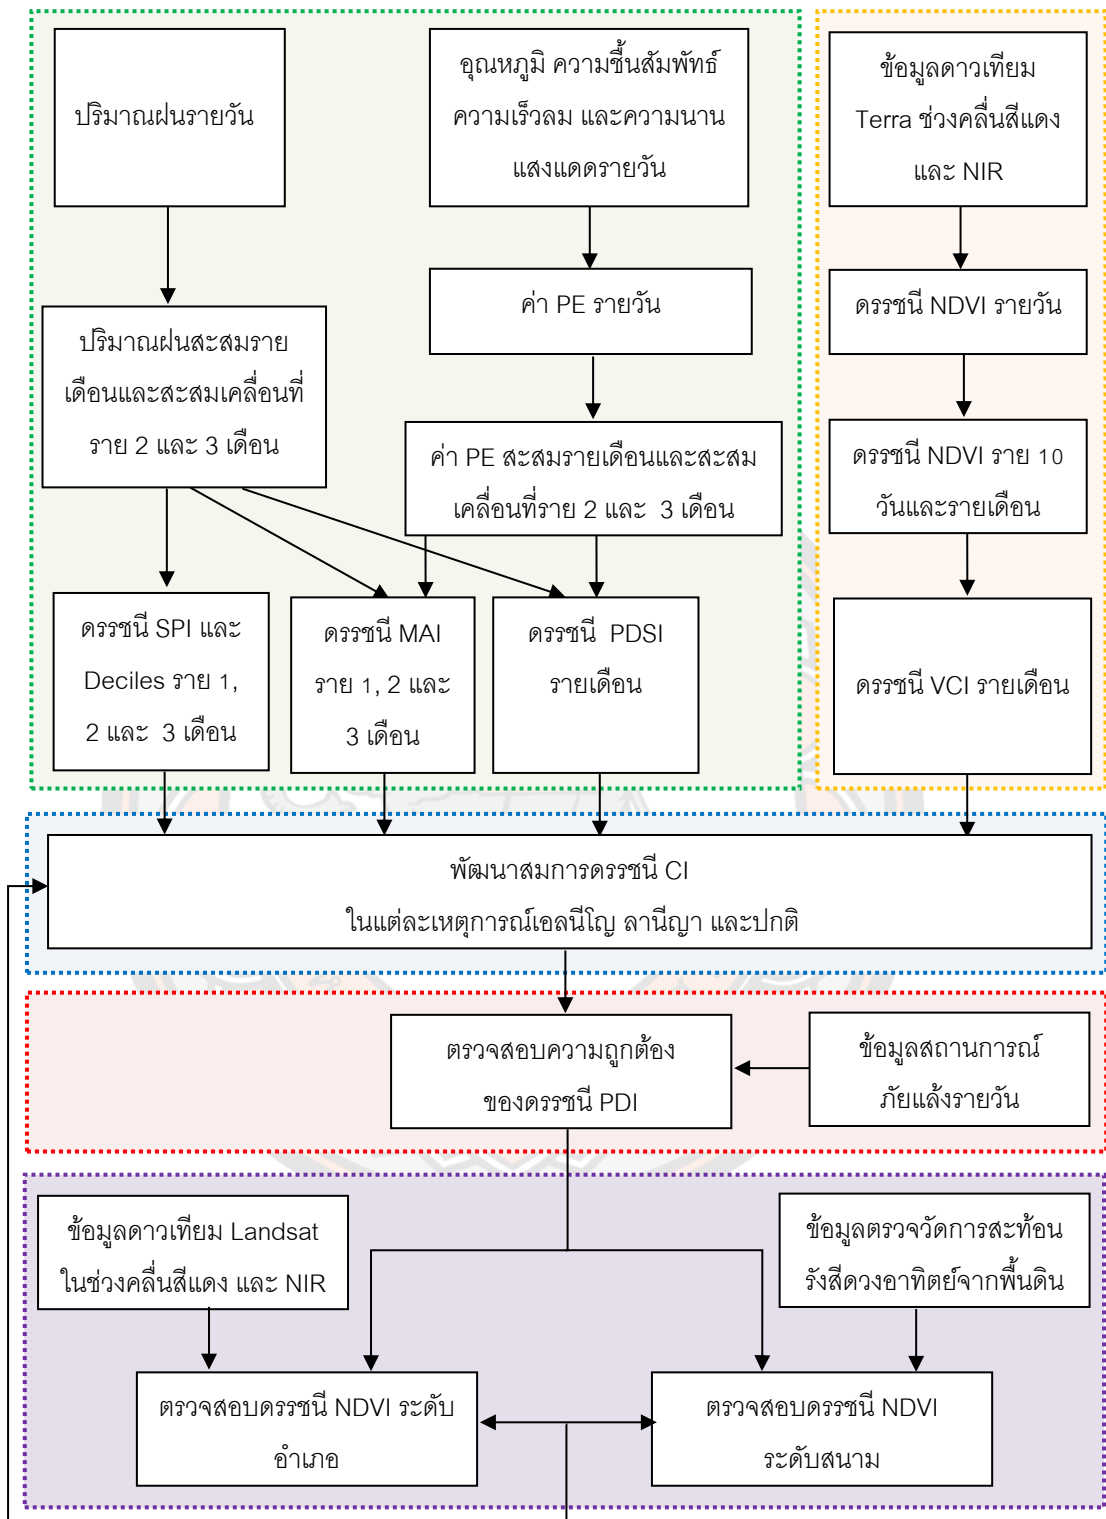 ปริมาณฝนรายวัน
อุณหภูมิ ความชื้นสัมพัทธ์
ความเร็วลม และความนาน
แสงแดดรายวัน
ข้อมูลดาวเทียม
Terra ช่วงคลื่นสีแดง
และ NIR
ค่า PE รายวัน
ดรรชนี NDVI รายวัน
ปริมาณฝนสะสมราย
เดือนและสะสมเคลื่อนที่
ราย 2 และ 3 เดือน
ค่า PE สะสมรายเดือนและสะสม
เคลื่อนที่ราย 2 และ 3 เดือน
ดรรชนี NDVI ราย 10
วันและรายเดือน
ดรรชนี SPI และ
Deciles ราย 1,
2 และ 3 เดือน
ดรรชนี MAI
ราย 1, 2 และ
3 เดือน
ดรรชนี PDSI
รายเดือน
ดรรชนี VCI รายเดือน
พัฒนาสมการดรรชนี CI
ในแต่ละเหตุการณ์เอลนีโญ ลานีญา และปกติ
ตรวจสอบความถูกต้อง
ของดรรชนี PDI
ข้อมูลสถานการณ์
ภัยแล้งรายวัน
ข้อมูลดาวเทียม Landsat
ในช่วงคลื่นสีแดง และ NIR
ข้อมูลตรวจวัดการสะท้อน
รังสีดวงอาทิตย์จากพื้นดิน
ตรวจสอบดรรชนี NDVI ระดับ
อำเภอ
ตรวจสอบดรรชนี NDVI
ระดับสนาม